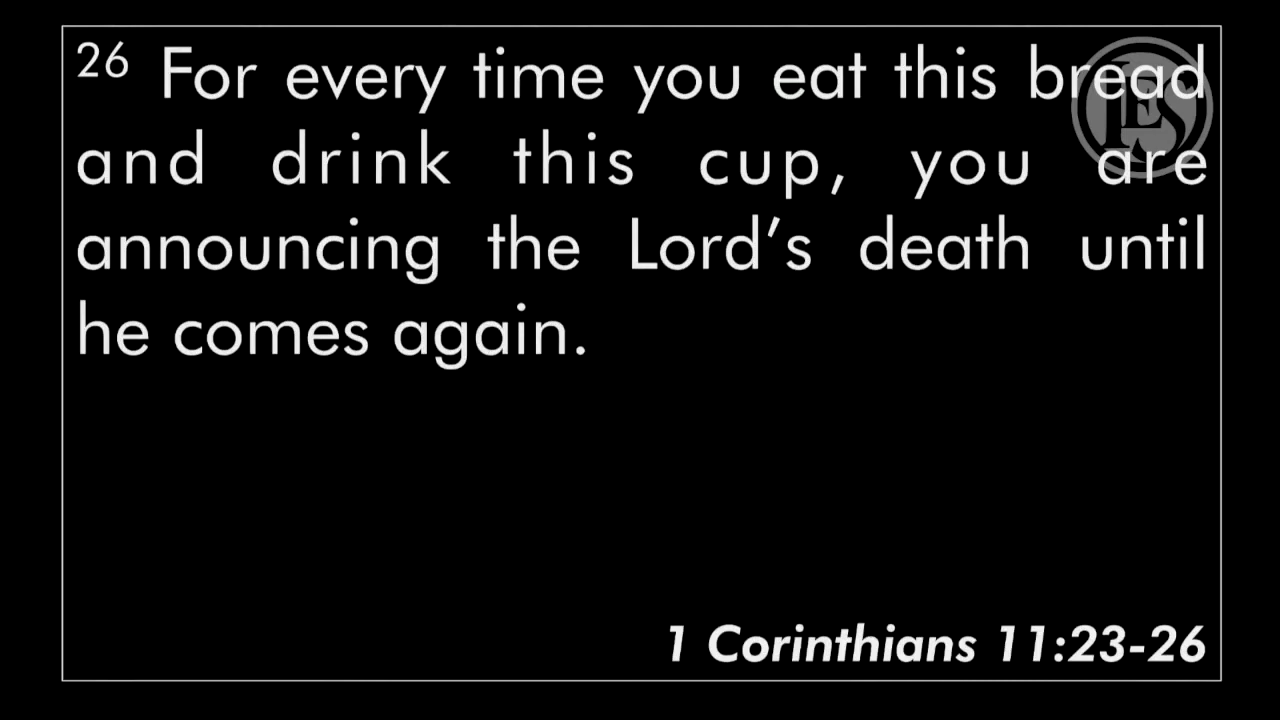 26 For every time you eat this bread
and drink this cup, you are
announcing the Lord’s death until
he comes again.
1 Corinthians 11:23-26